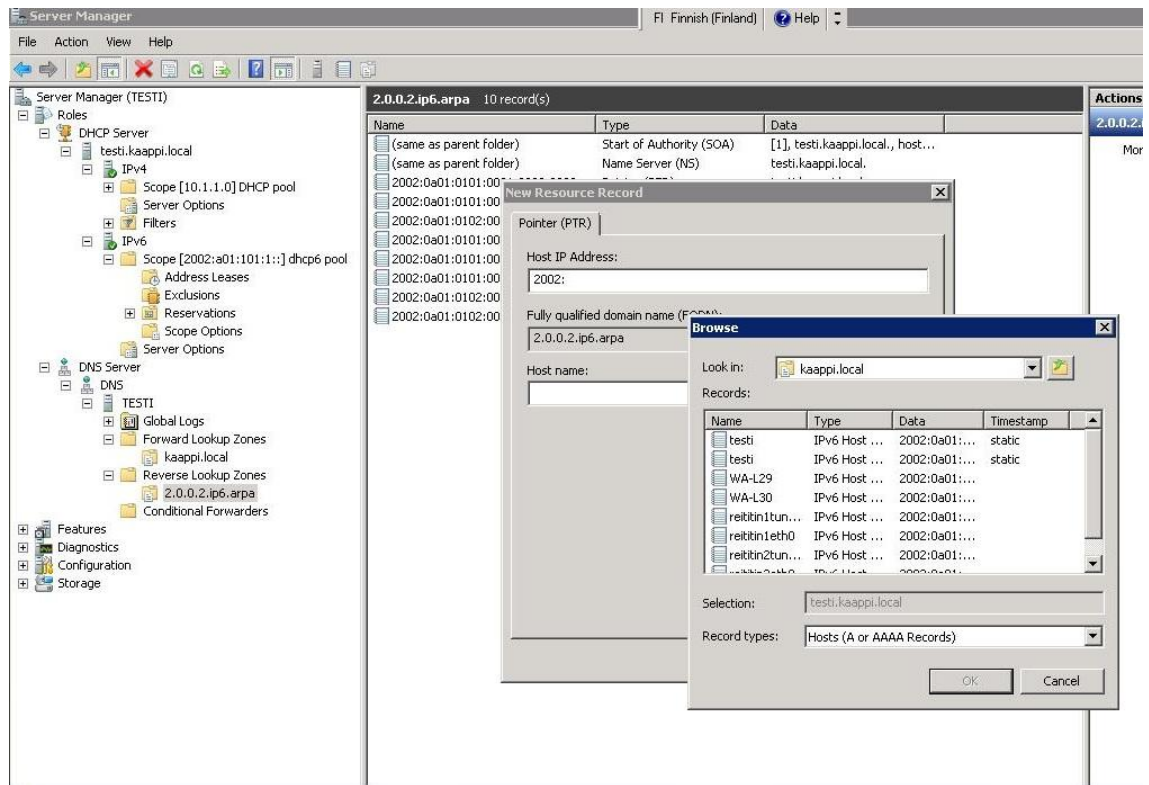 Server Manager
FI Finnish (Finland)
Help
File Action View Help
Server Manager (TESTI)
Roles
DHCP Server
testi.kaappi.local
IPv4
Scope [10.1.1.0] DHCP pool
Server Options
Filters
IPv6
Scope [2002:a01:101:1::] dhcp6 pool
Address Leases
Exclusions
Reservations
Scope Options
Server Options
DNS Server
DNS
TESTI
Global Logs
Forward Lookup Zones
kaappi.local
Reverse Lookup Zones
2.0.0.2.ip6.arpa
Conditional Forwarders
Features
Diagnostics
Configuration
Storage
2.0.0.2.ip6.arpa 10 record(s)
Name Type Data
(same as parent folder) Start of Authority (SOA) [1], testi.kaappi.local., host...
(same as parent folder) Name Server (NS) testi.kaappi.local.
2002:0a01:0101:00
2002:0a01:0101:00
2002:0a01:0102:00
2002:0a01:0101:00
2002:0a01:0101:00
2002:0a01:0101:00
2002:0a01:0102:00
2002:0a01:0102:00
New Resource Record
Pointer (PTR)
Host IP Address:
2002:
Fully qualified domain name (FQDN):
2.0.0.2.ip6.arpa
Host name:
Browse
Look in: kaappi.local
Records:
Name Type Data Timestamp
testi IPv6 Host ... 2002:0a01:... static
testi IPv6 Host ... 2002:0a01:... static
WA-L29 IPv6 Host ... 2002:0a01:...
WA-L30 IPv6 Host ... 2002:0a01:...
reititin1tun... IPv6 Host ... 2002:0a01:...
reititin1eth0 IPv6 Host ... 2002:0a01:...
reititin2tun... IPv6 Host ... 2002:0a01:...
Selection: testi.kaappi.local
Record types: Hosts (A or AAAA Records)
OK Cancel
Actions
2.0.0.2.i
Mor